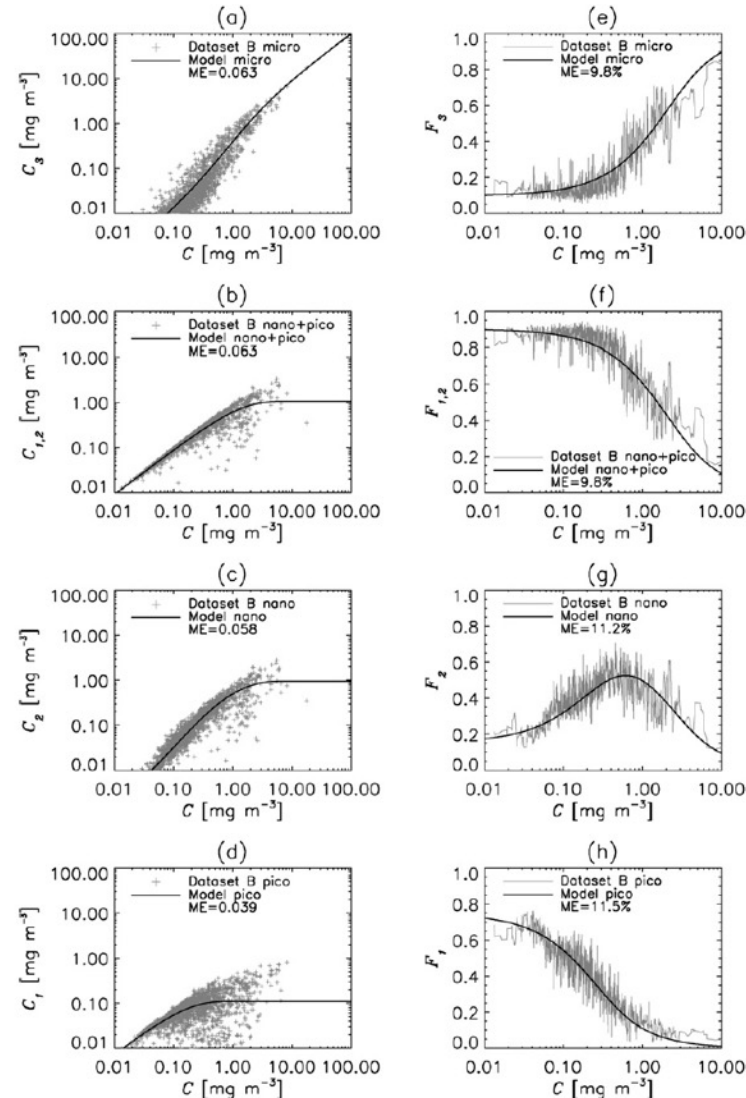 (a)
Dataset B micro
Model micro
ME=0.063
100.00
10.00
1.00
0.10
0.01
C₃ [mg m⁻³]
0.01 0.10 1.00 10.00 100.00
C [mg m⁻³]
(e)
Dataset B micro
Model micro
ME=9.8%
1.0
0.8
0.6
0.4
0.2
0.0
F₃
0.01 0.10 1.00 10.00
C [mg m⁻³]
(b)
Dataset B nano+pico
Model nano+pico
ME=0.063
100.00
10.00
1.00
0.10
0.01
C₁,₂ [mg m⁻³]
0.01 0.10 1.00 10.00 100.00
C [mg m⁻³]
(f)
1.0
0.8
0.6
0.4
0.2
0.0
F₁,₂
Dataset B nano+pico
Model nano+pico
ME=9.8%
0.01 0.10 1.00 10.00
C [mg m⁻³]
(c)
Dataset B nano
Model nano
ME=0.058
100.00
10.00
1.00
0.10
0.01
C₂ [mg m⁻³]
0.01 0.10 1.00 10.00 100.00
C [mg m⁻³]
(g)
Dataset B nano
Model nano
ME=11.2%
1.0
0.8
0.6
0.4
0.2
0.0
F₂
0.01 0.10 1.00 10.00
C [mg m⁻³]
(d)
Dataset B pico
Model pico
ME=0.039
100.00
10.00
1.00
0.10
0.01
C₁ [mg m⁻³]
0.01 0.10 1.00 10.00 100.00
C [mg m⁻³]
(h)
Dataset B pico
Model pico
ME=11.5%
1.0
0.8
0.6
0.4
0.2
0.0
F₁
0.01 0.10 1.00 10.00
C [mg m⁻³]